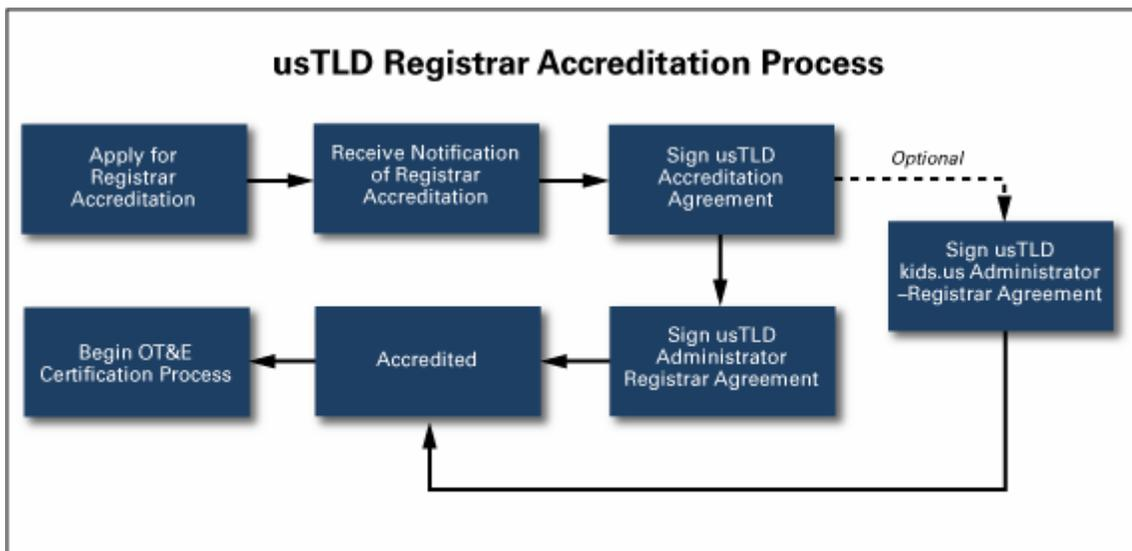 usTLD Registrar Accreditation Process
Apply for
Registrar
Accreditation
Receive Notification
of Registrar
Accreditation
Sign usTLD
Accreditation
Agreement
Optional
Sign usTLD
kids.us Administrator
–Registrar Agreement
Sign usTLD
Administrator
Registrar Agreement
Accredited
Begin OT&E
Certification Process